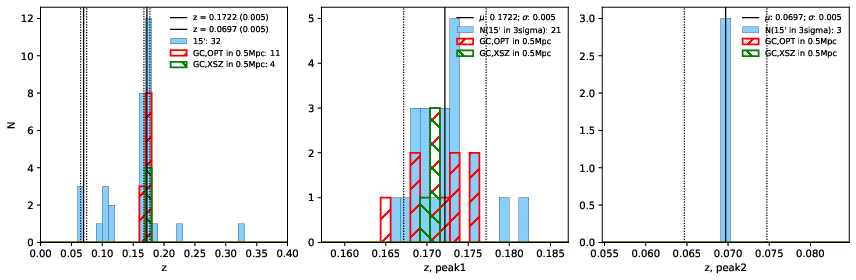 z = 0.1722 (0.005)
z = 0.0697 (0.005)
15': 32
GC,OPT in 0.5Mpc: 11
GC,XSZ in 0.5Mpc: 4
12
10
8
6
4
2
0
N
0.00 0.05 0.10 0.15 0.20 0.25 0.30 0.35 0.40
z
μ: 0.1722; σ: 0.005
N(15' in 3sigma): 21
GC,OPT in 0.5Mpc
GC,XSZ in 0.5Mpc
5
4
3
2
1
0
0.160 0.165 0.170 0.175 0.180 0.185
z, peak1
μ: 0.0697; σ: 0.005
N(15' in 3sigma): 3
GC,OPT in 0.5Mpc
GC,XSZ in 0.5Mpc
3.0
2.5
2.0
1.5
1.0
0.5
0.0
0.055 0.060 0.065 0.070 0.075 0.080
z, peak2